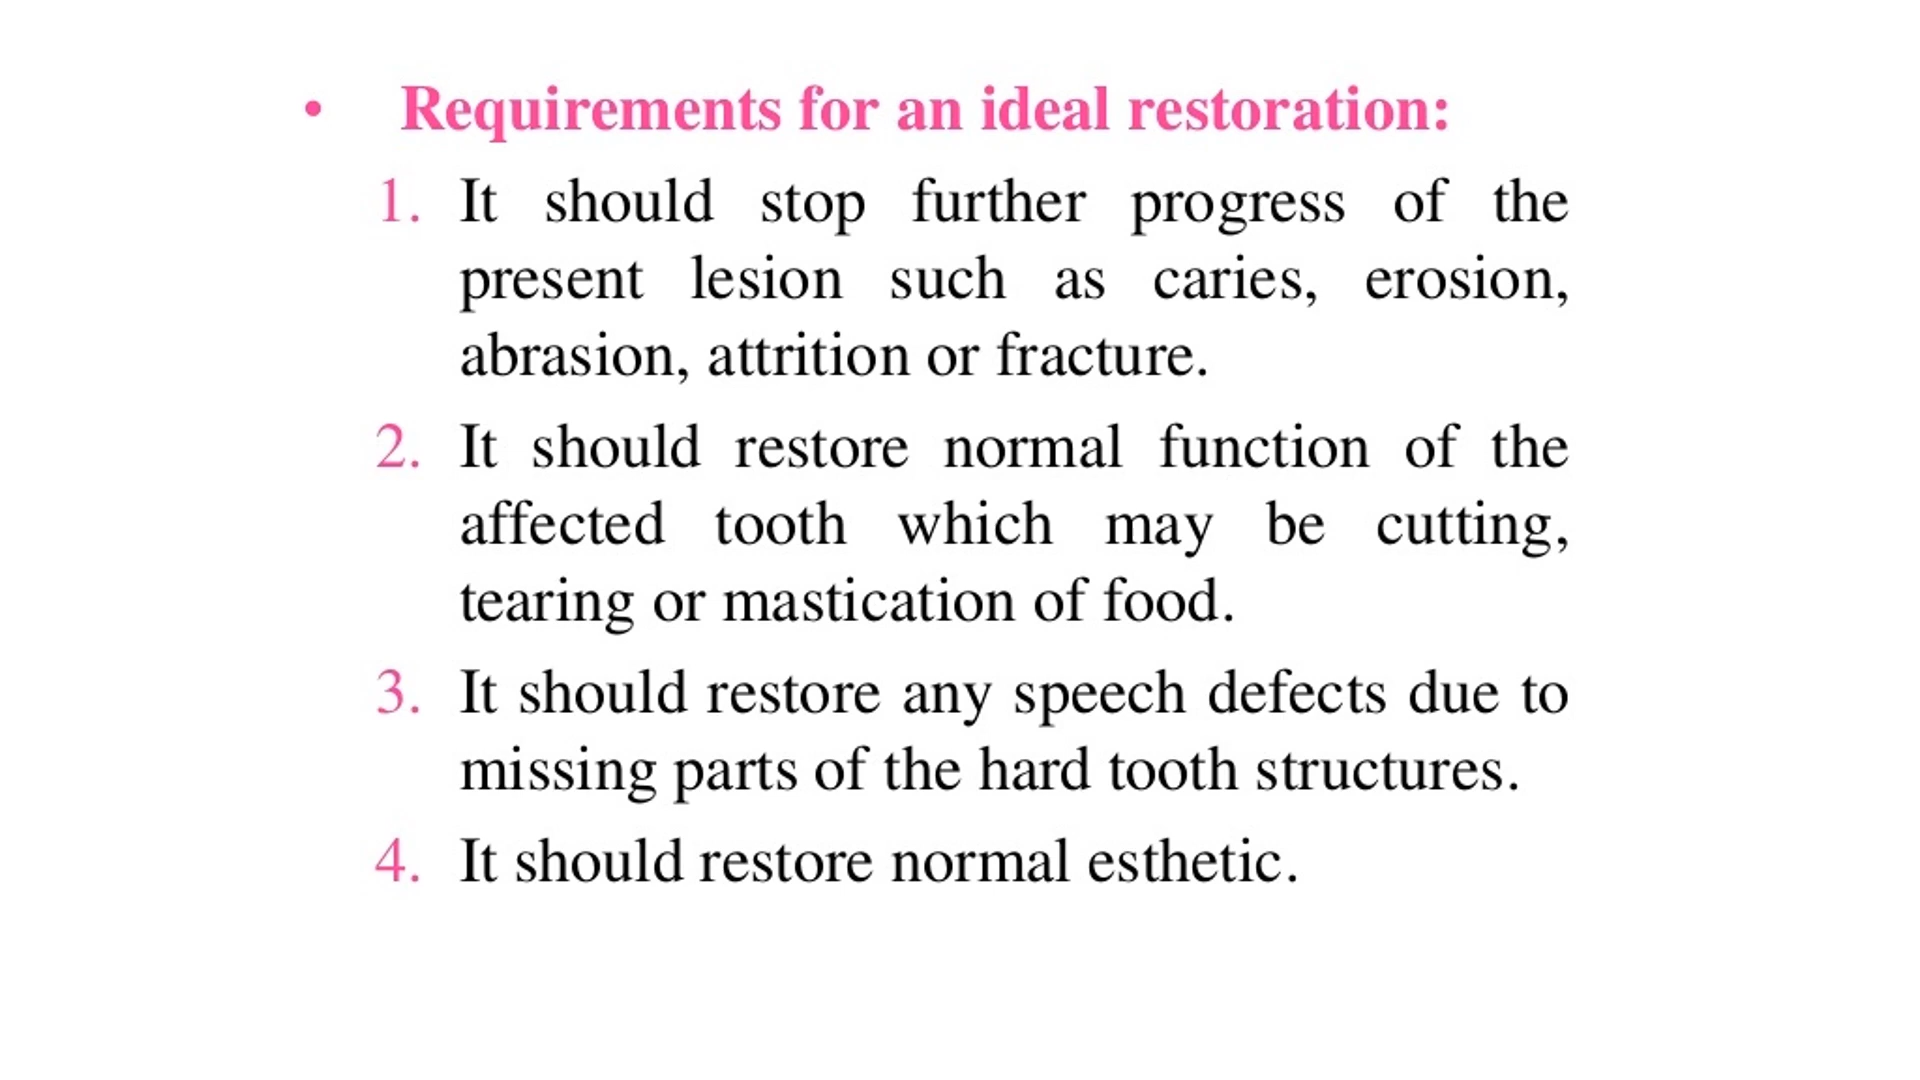 • Requirements for an ideal restoration:
1. It should stop further progress of the
present lesion such as caries, erosion,
abrasion, attrition or fracture.
2. It should restore normal function of the
affected tooth which may be cutting,
tearing or mastication of food.
3. It should restore any speech defects due to
missing parts of the hard tooth structures.
4. It should restore normal esthetic.